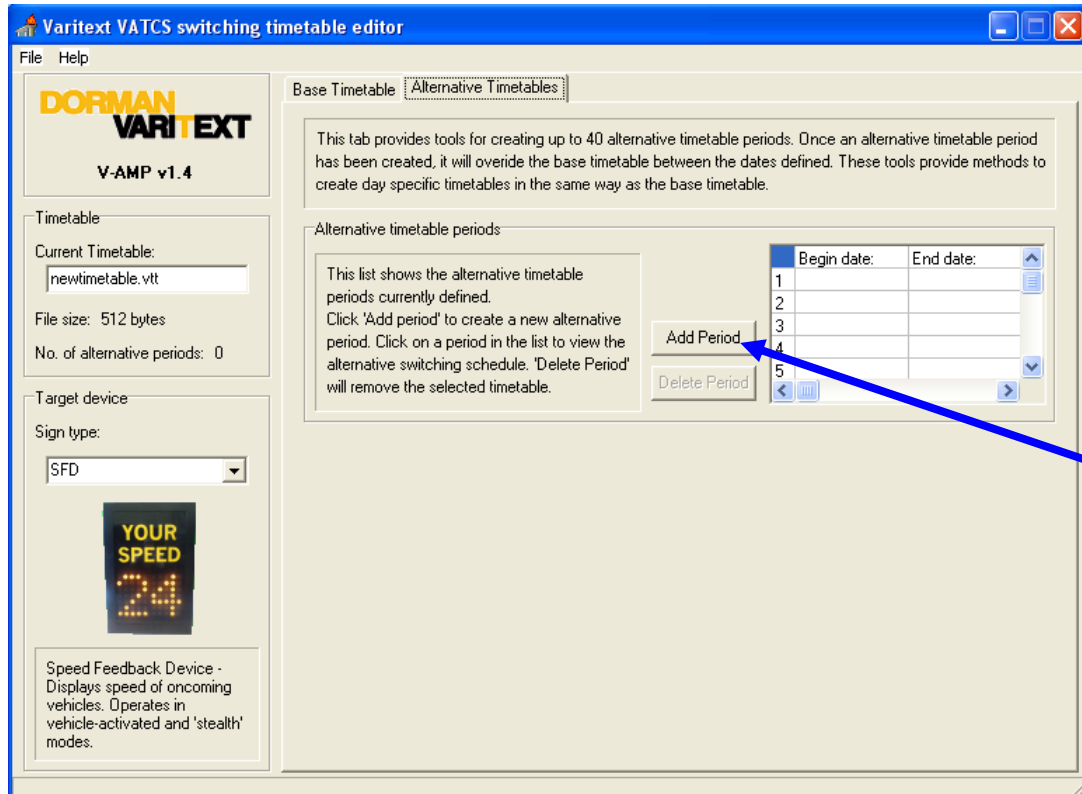 Varitext VATCS switching timetable editor
File Help
DORMAN
VARITEXT
V-AMP v1.4
Timetable
Current Timetable:
newtimetable.vtt
File size: 512 bytes
No. of alternative periods: 0
Target device
Sign type:
SFD
YOUR
SPEED
24
Speed Feedback Device -
Displays speed of oncoming
vehicles. Operates in
vehicle-activated and 'stealth'
modes.
Base Timetable Alternative Timetables
This tab provides tools for creating up to 40 alternative timetable periods. Once an alternative timetable period
has been created, it will overide the base timetable between the dates defined. These tools provide methods to
create day specific timetables in the same way as the base timetable.
Alternative timetable periods
This list shows the alternative timetable
periods currently defined.
Click 'Add period' to create a new alternative
period. Click on a period in the list to view the
alternative switching schedule. 'Delete Period'
will remove the selected timetable.
Add Period
Delete Period
Begin date: End date:
1
2
3
4
5